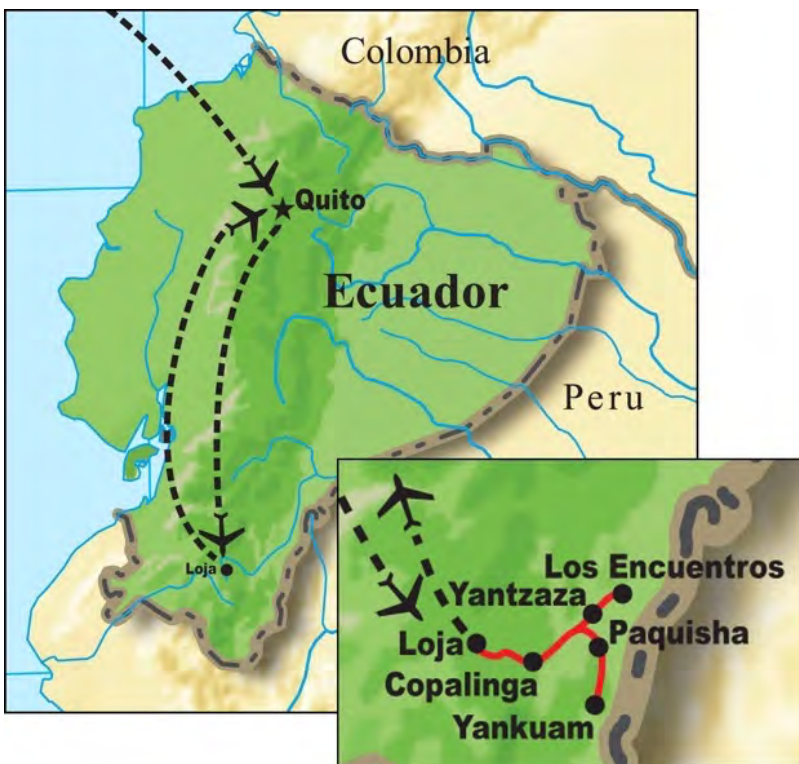 Colombia
Quito
Ecuador
Peru
Loja
Los Encuentros
Yantzaza
Paquisha
Loja
Copalinga
Yankuam